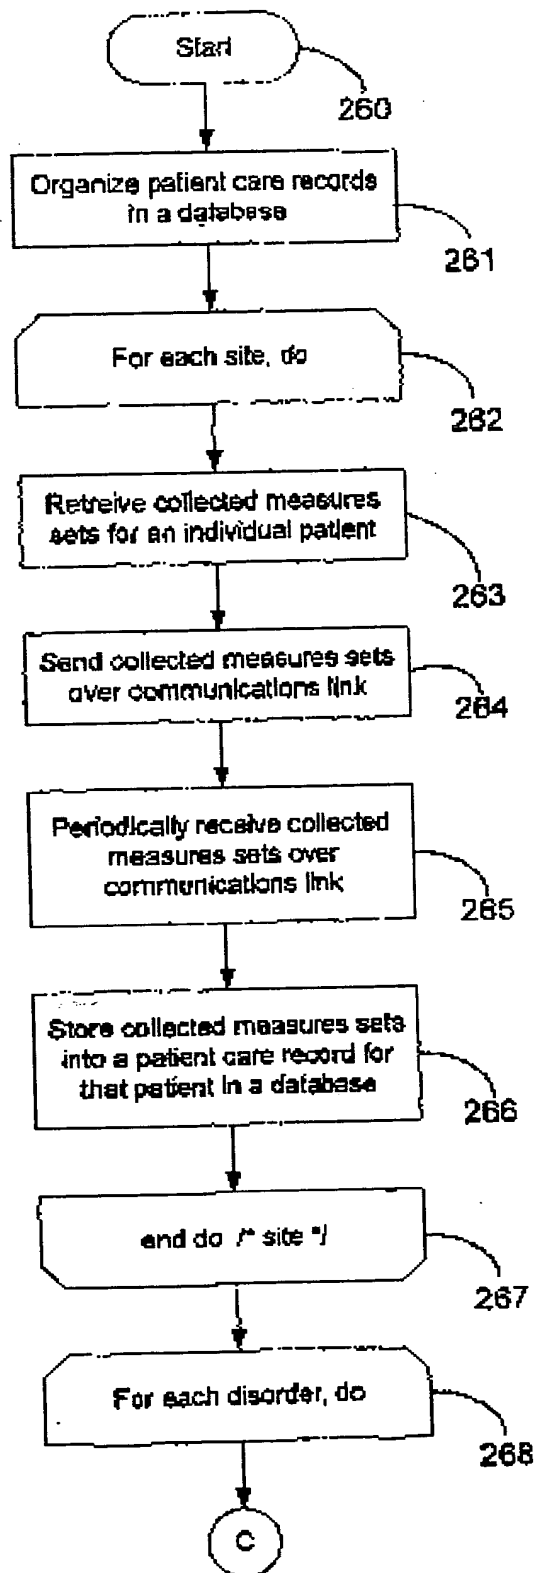 Start
260
Organize patient care records
in a database
261
For each site, do
262
Retreive collected measures
sets for an individual patient
263
Send collected measures sets
over communications link
264
Periodically receive collected
measures sets over
communications link
265
Store collected measures sets
into a patient care record for
that patient in a database
266
end do /* site */
267
For each disorder, do
268
C